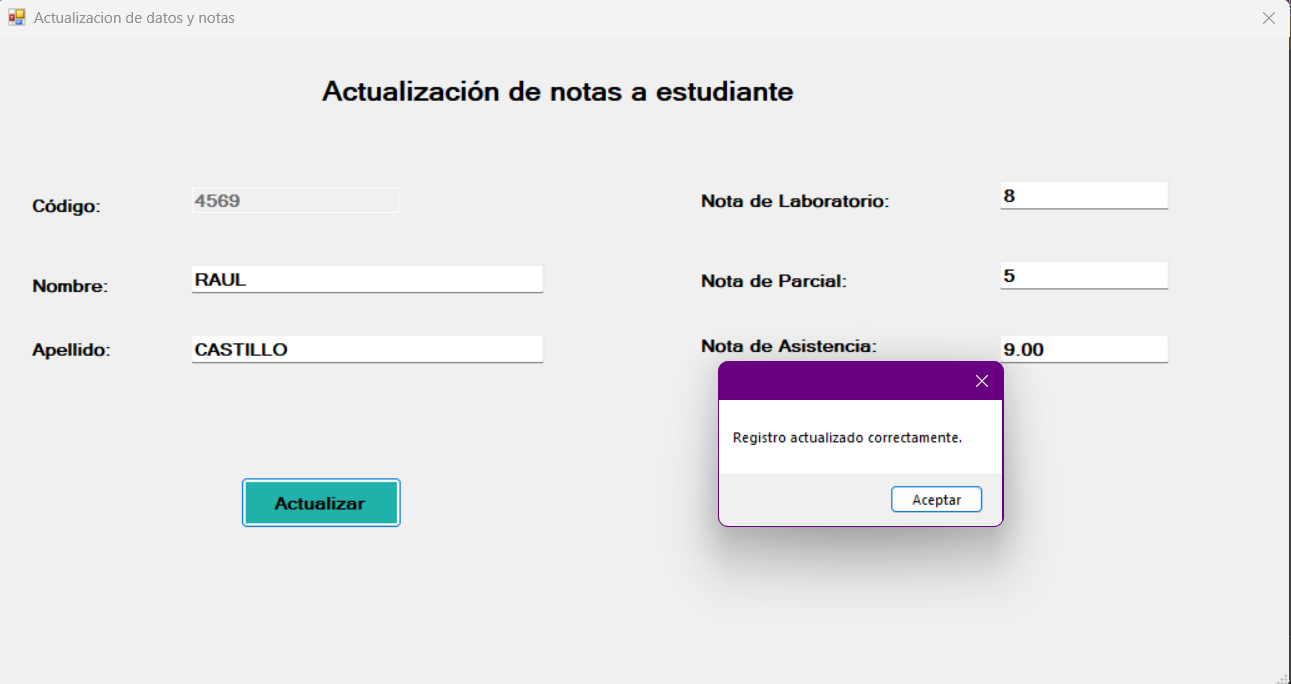 Actualizacion de datos y notas
Actualización de notas a estudiante
Código: 4569
Nombre: RAUL
Apellido: CASTILLO
Nota de Laboratorio: 8
Nota de Parcial: 5
Nota de Asistencia: 9.00
Registro actualizado correctamente.
Aceptar
Actualizar